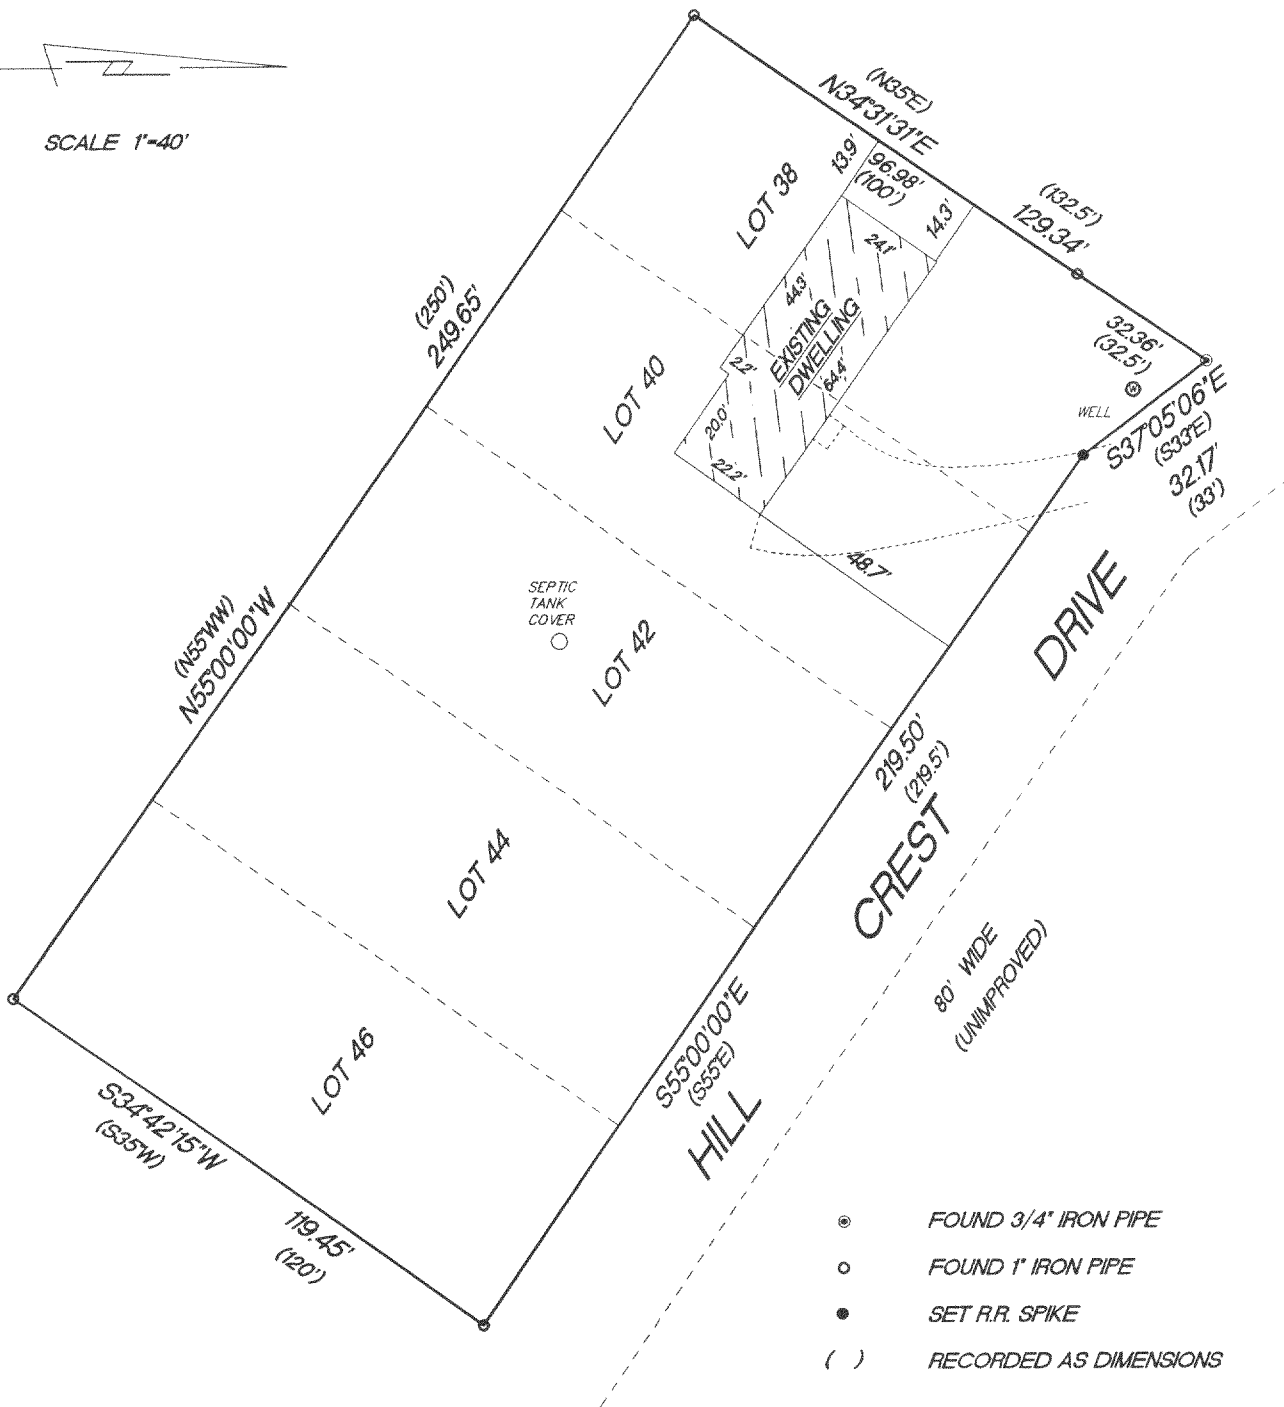 SCALE 1"=40'
(N35°E)
N34°31'31"E
96.98'
(100')
13.9'
14.3'
(132.5')
129.34'
32.36'
(32.5')
WELL
W
S37°05'06"E
(S33°E)
32.17'
(33')
LOT 38
24.1'
44.3'
EXISTING
DWELLING
64.4'
2.2'
20.0'
22.2'
48.7'
(250')
249.65'
LOT 40
(N55°WW)
N55°00'00"W
SEPTIC
TANK
COVER
LOT 42
219.50'
(219.5')
LOT 44
S55°00'00"E
(S55°E)
LOT 46
S34°42'15"W
(S35°W)
119.45'
(120')
HILL CREST DRIVE
80' WIDE
(UNIMPROVED)
FOUND 3/4" IRON PIPE
FOUND 1" IRON PIPE
SET R.R. SPIKE
( ) RECORDED AS DIMENSIONS